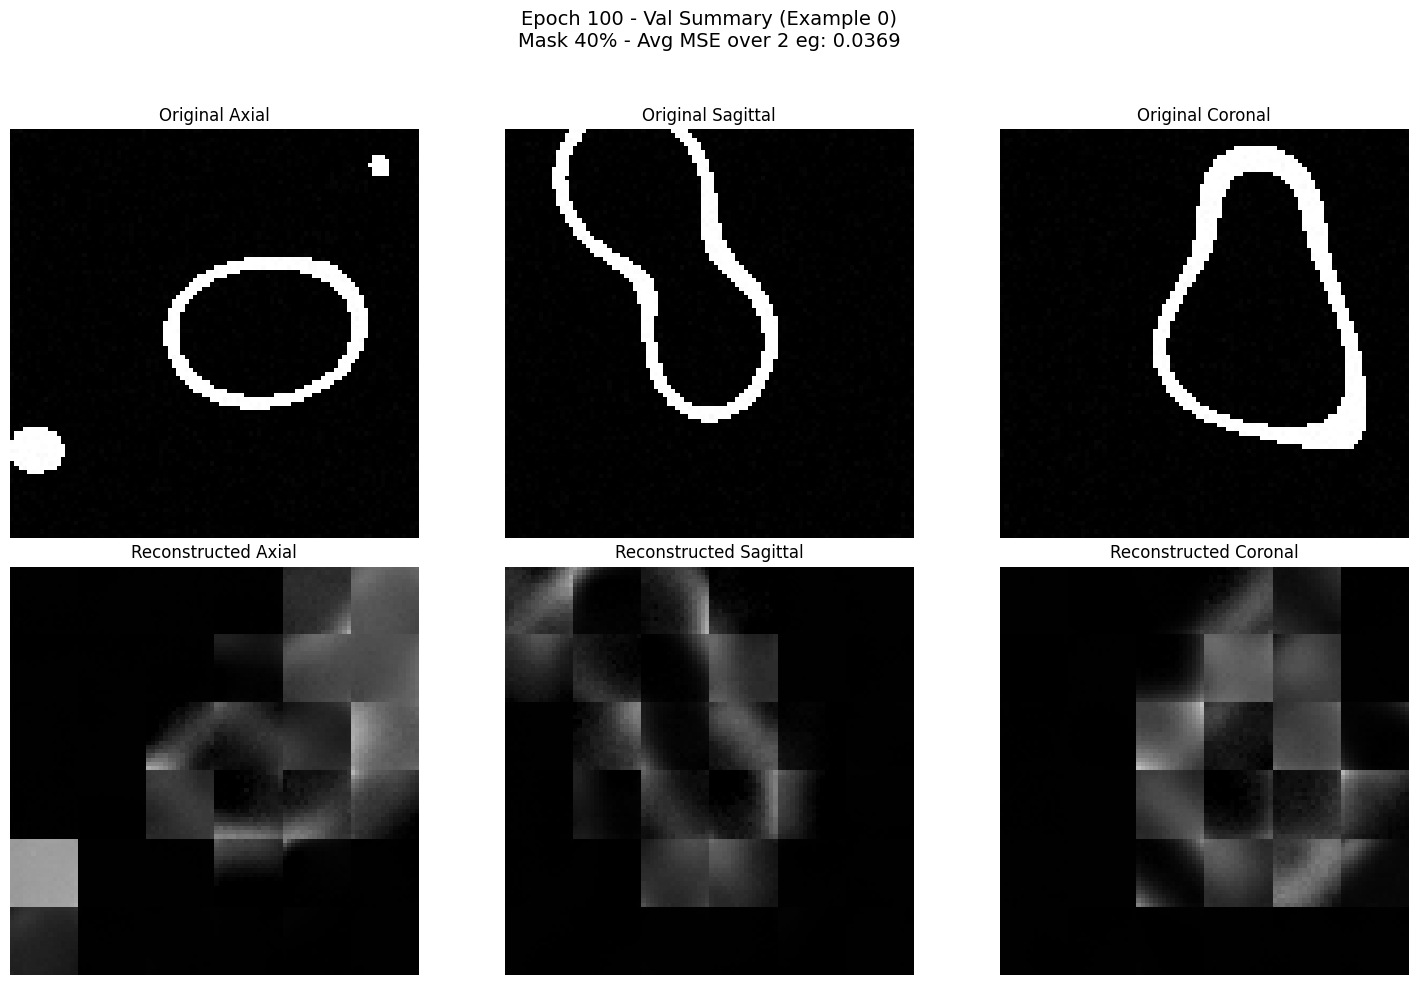 Epoch 100 - Val Summary (Example 0)
Mask 40% - Avg MSE over 2 eg: 0.0369
Original Axial
Original Sagittal
Original Coronal
Reconstructed Axial
Reconstructed Sagittal
Reconstructed Coronal